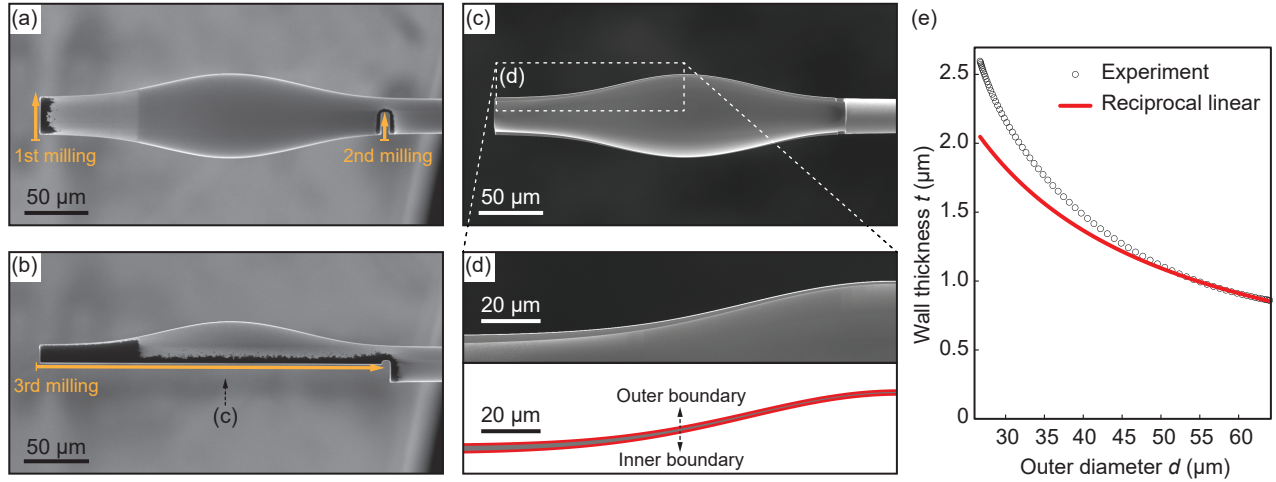 (a)
1st milling
2nd milling
50 μm
(b)
3rd milling
(c)
50 μm
(c)
(d)
50 μm
(d)
20 μm
20 μm
Outer boundary
Inner boundary
(e)
Experiment
Reciprocal linear
Wall thickness t (μm)
2.5
2.0
1.5
1.0
0.5
0
30 35 40 45 50 55 60
Outer diameter d (μm)